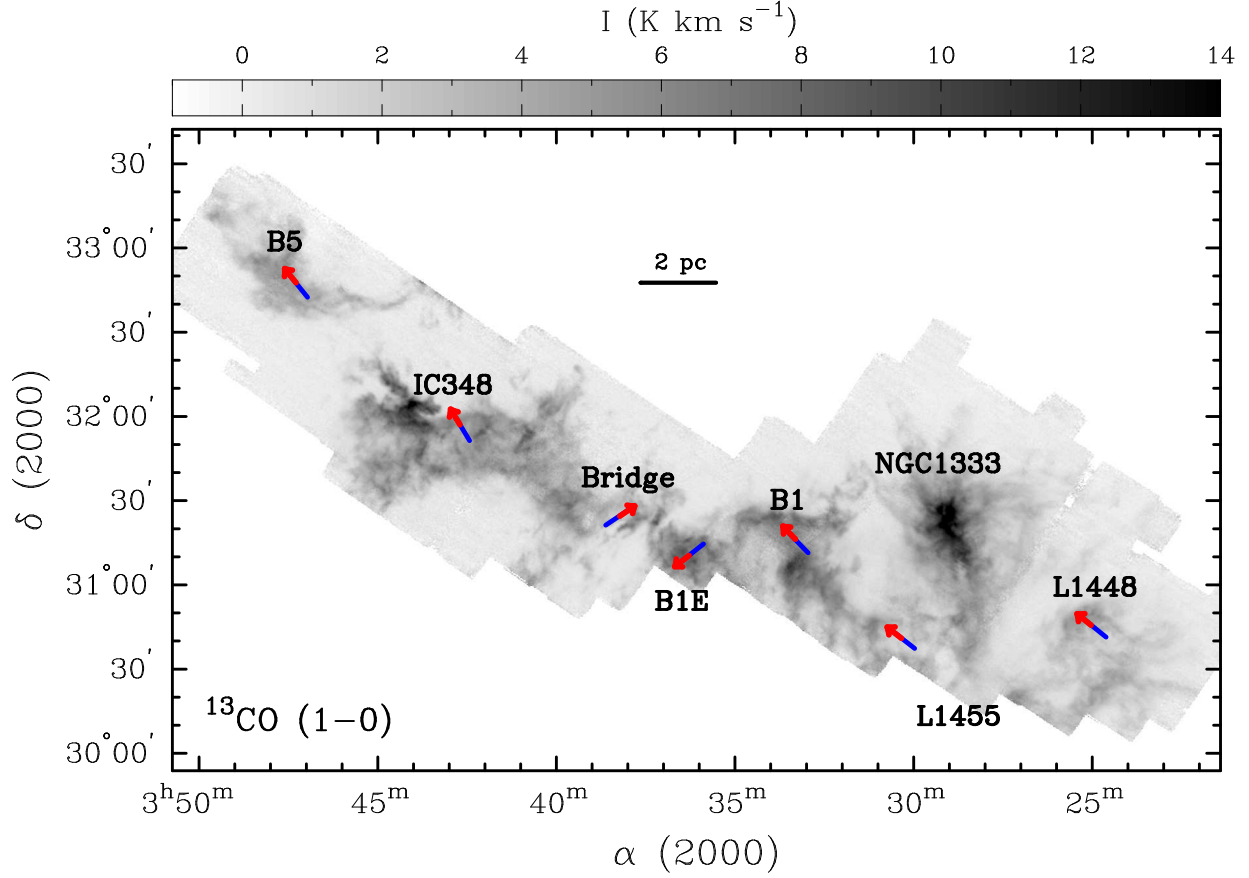 I (K km s⁻¹)
0 2 4 6 8 10 12 14
30′
33°00′
B5
2 pc
30′
IC348
32°00′
NGC1333
Bridge
30′
B1
31°00′
L1448
B1E
30′
¹³CO (1−0)
L1455
30°00′
δ (2000)
3ʰ50ᵐ 45ᵐ 40ᵐ 35ᵐ 30ᵐ 25ᵐ
α (2000)